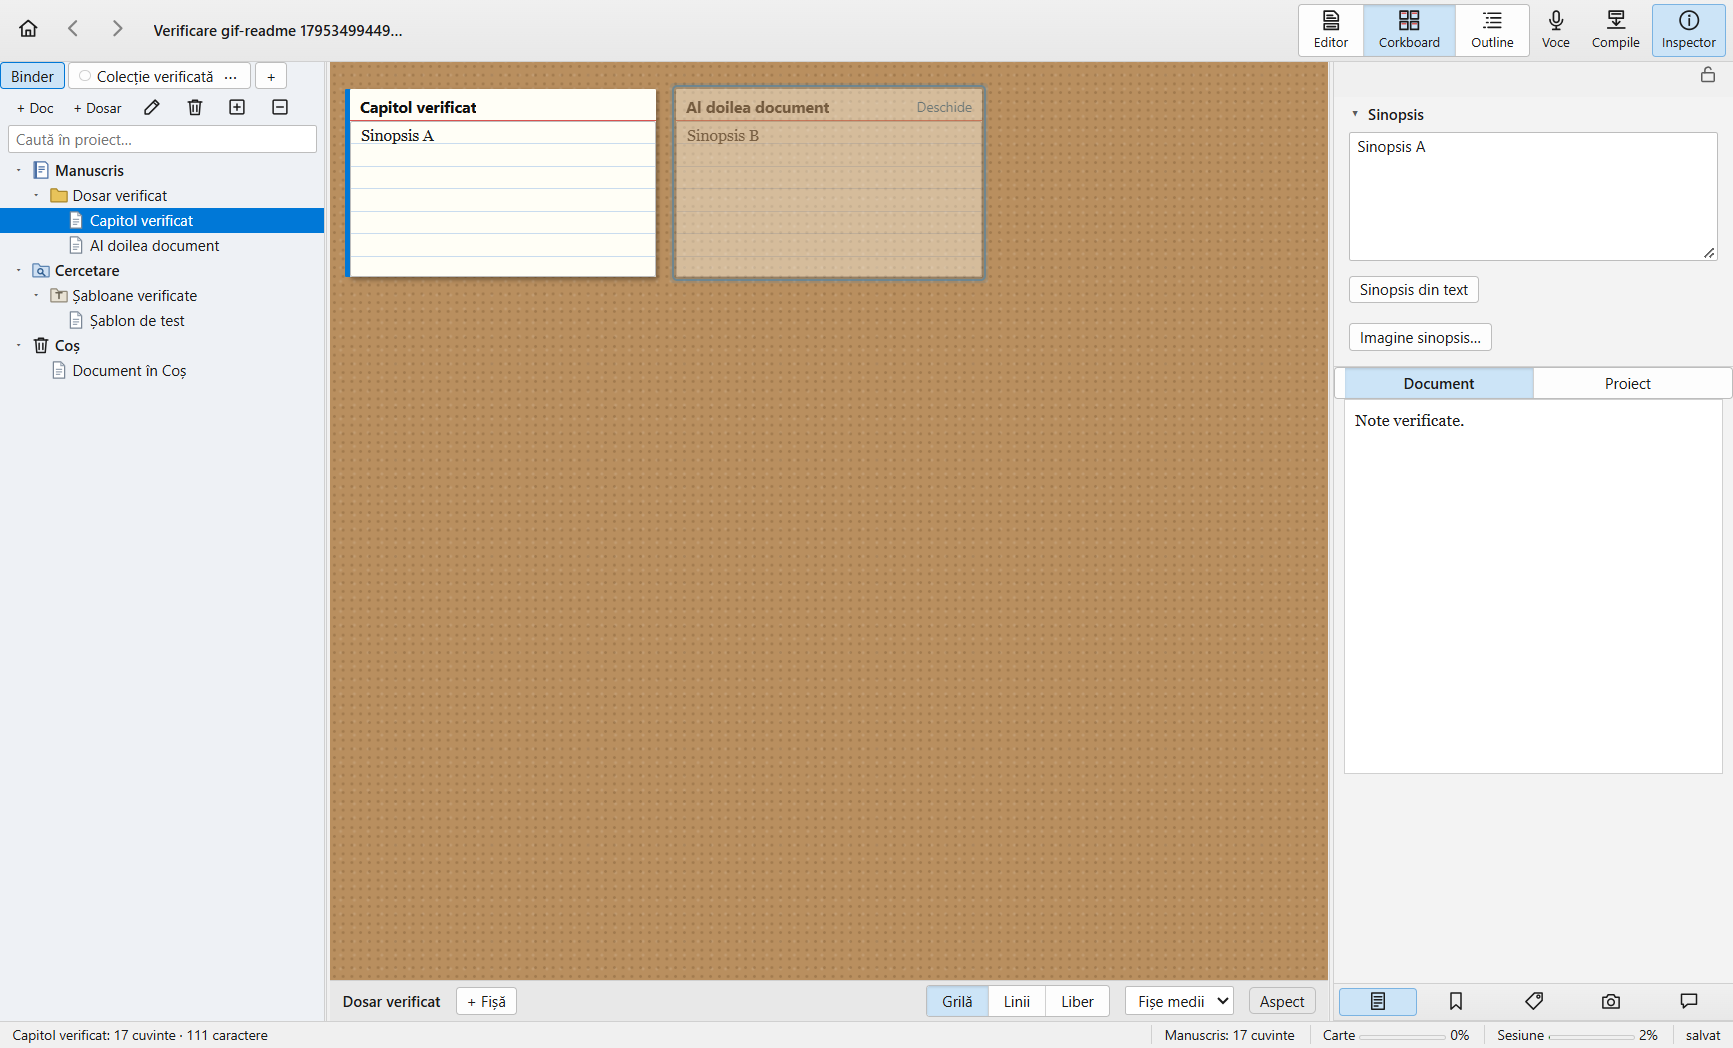 Verificare gif-readme 17953499449...
Editor
Corkboard
Outline
Voce
Compile
Inspector
Binder
Colecție verificată ...
+
+ Doc
+ Dosar
Caută în proiect...
Manuscris
Dosar verificat
Capitol verificat
Al doilea document
Cercetare
Șabloane verificate
Șablon de test
Coș
Document în Coș
Capitol verificat
Sinopsis A
Al doilea document
Deschide
Sinopsis B
Sinopsis
Sinopsis A
Sinopsis din text
Imagine sinopsis...
Document
Proiect
Note verificate.
Dosar verificat
+ Fișă
Grilă
Linii
Liber
Fișe medii
Aspect
Capitol verificat: 17 cuvinte · 111 caractere
Manuscris: 17 cuvinte
Carte
0%
Sesiune
2%
salvat